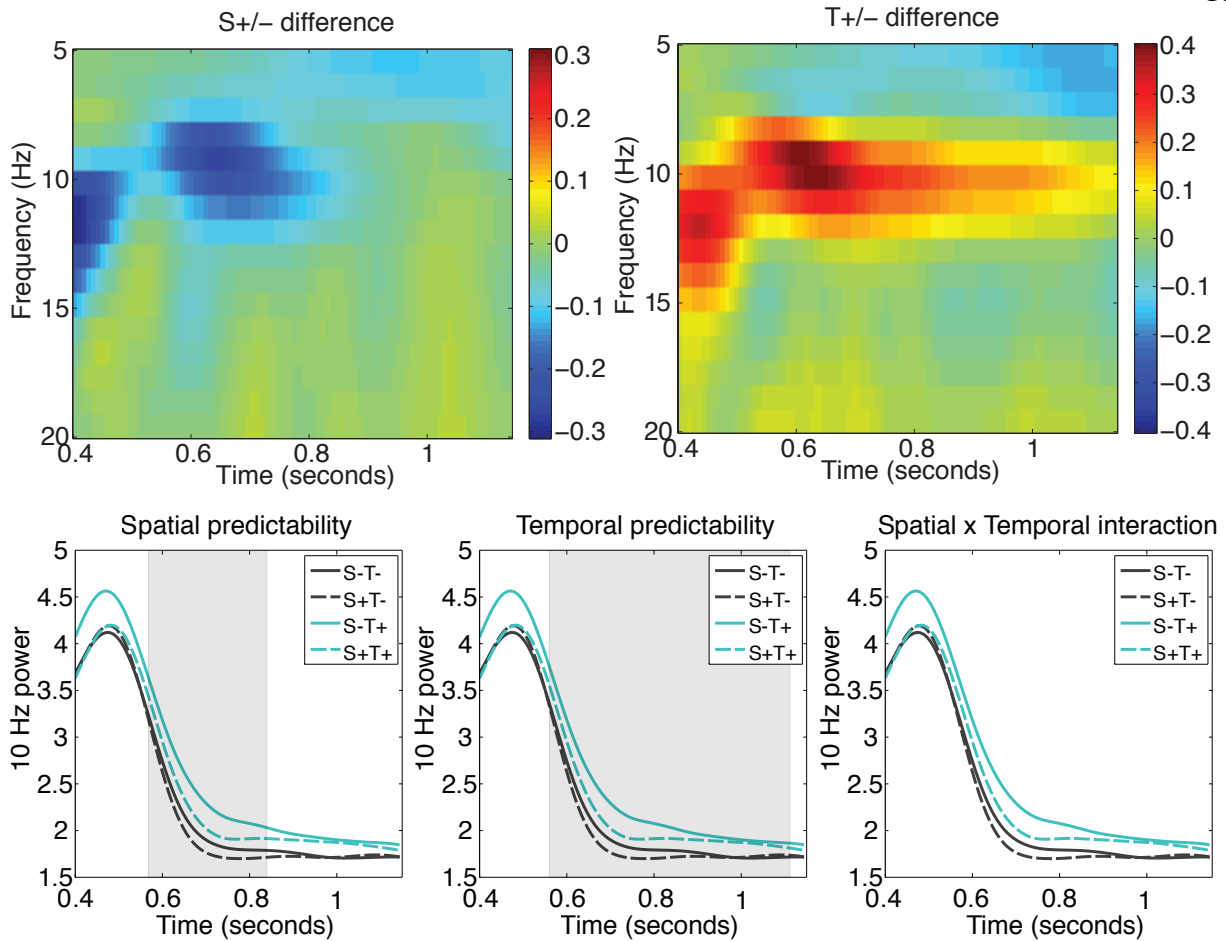 S+/− difference
T+/− difference
Frequency (Hz)
5
10
15
20
0.4
0.6
0.8
1
Time (seconds)
0.3
0.2
0.1
0
−0.1
−0.2
−0.3
Frequency (Hz)
5
10
15
20
0.4
0.6
0.8
1
Time (seconds)
0.4
0.3
0.2
0.1
0
−0.1
−0.2
−0.3
−0.4
Spatial predictability
10 Hz power
5
4.5
4
3.5
3
2.5
2
1.5
0.4
0.6
0.8
1
Time (seconds)
S-T-
S+T-
S-T+
S+T+
Temporal predictability
10 Hz power
5
4.5
4
3.5
3
2.5
2
1.5
0.4
0.6
0.8
1
Time (seconds)
S-T-
S+T-
S-T+
S+T+
Spatial x Temporal interaction
10 Hz power
5
4.5
4
3.5
3
2.5
2
1.5
0.4
0.6
0.8
1
Time (seconds)
S-T-
S+T-
S-T+
S+T+